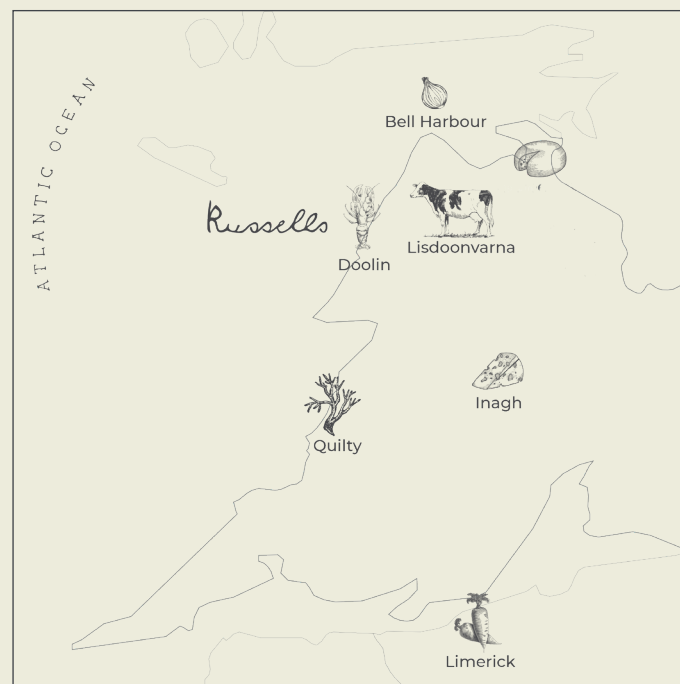 ATLANTIC OCEAN
Bell Harbour
Russells
Lisdoonvarna
Doolin
Inagh
Quilty
Limerick